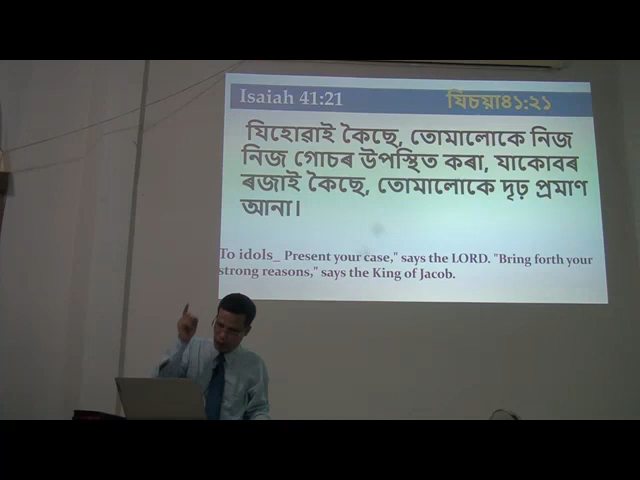 Isaiah 41:21 যিচয়া৪১:২১
যিহোৱাই কৈছে, তোমালোকে নিজ
নিজ গোচৰ উপস্থিত কৰা, যাকোবৰ
ৰজাই কৈছে, তোমালোকে দৃঢ় প্ৰমাণ
আনা।
To idols_ Present your case," says the LORD. "Bring forth your
strong reasons," says the King of Jacob.